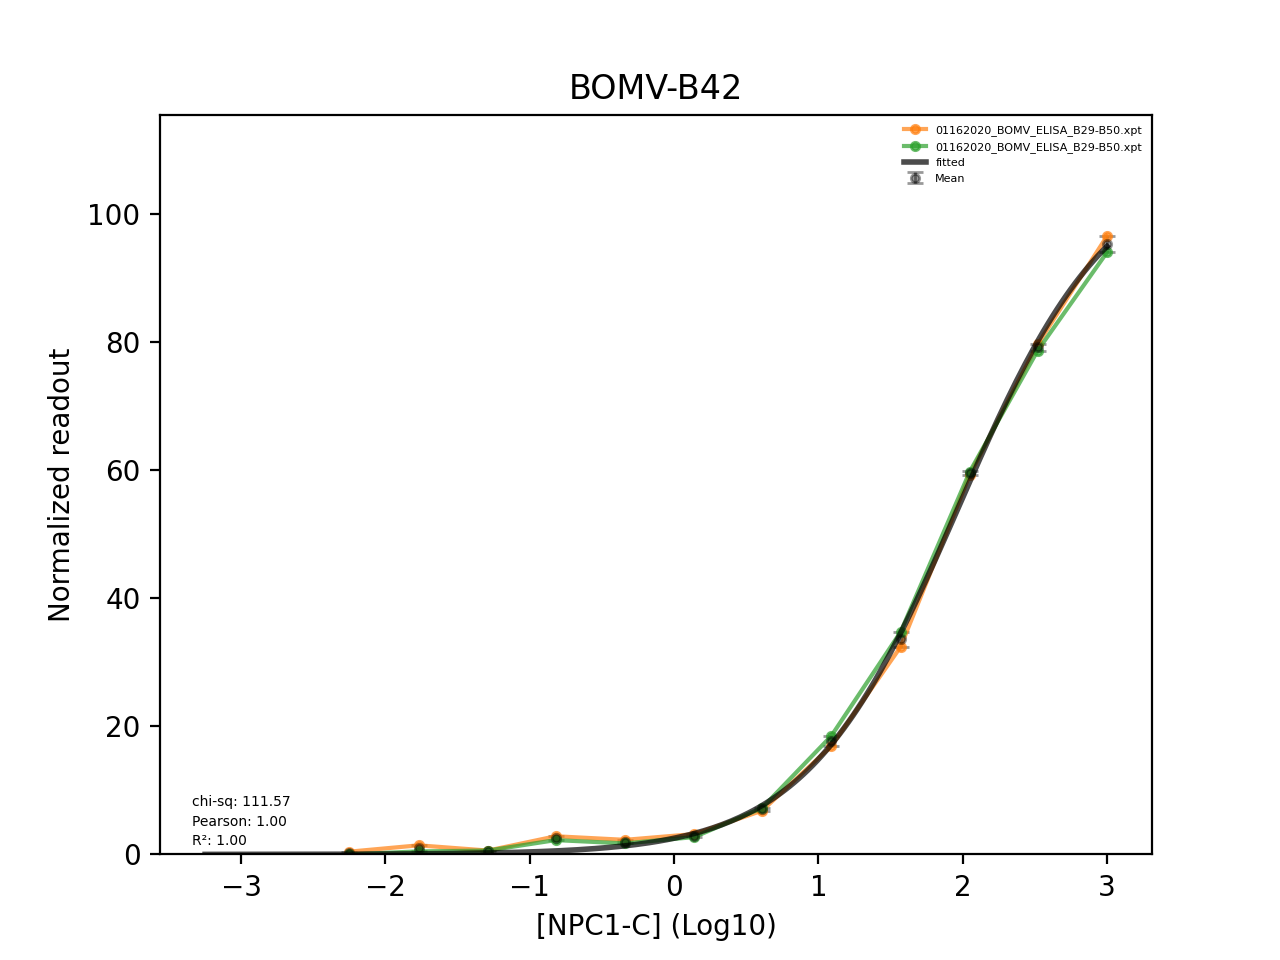 BOMV-B42
01162020_BOMV_ELISA_B29-B50.xpt
01162020_BOMV_ELISA_B29-B50.xpt
fitted
Mean
Normalized readout
100
80
60
40
20
0
chi-sq: 111.57
Pearson: 1.00
R²: 1.00
−3 −2 −1 0 1 2 3
[NPC1-C] (Log10)